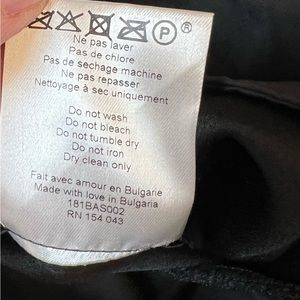 P ®
Ne pas laver
Pas de chlore
Pas de sechage machine
Ne pas repasser
Nettoyage à sec uniquement
Do not wash
Do not bleach
Do not tumble dry
Do not iron
Dry clean only
Fait avec amour en Bulgarie
Made with love in Bulgaria
181BAS002
RN 154 043